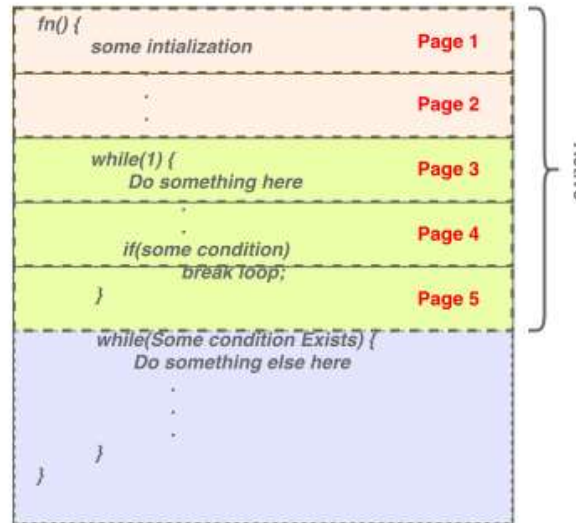 fn() {
some intialization
Page 1
.
Page 2
.
while(1) {
Page 3
Do something here
.
.
Page 4
if(some condition)
break loop;
}
Page 5
while(Some condition Exists) {
Do something else here
.
.
.
}
}